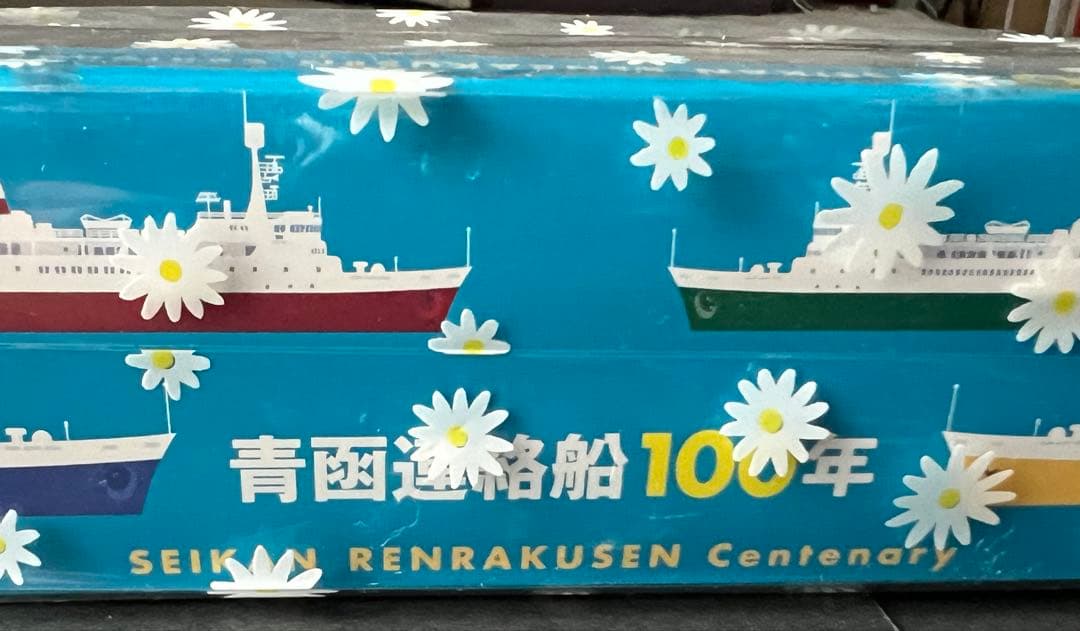 青函連絡船100年
SEIKAN RENRAKUSEN Centenary